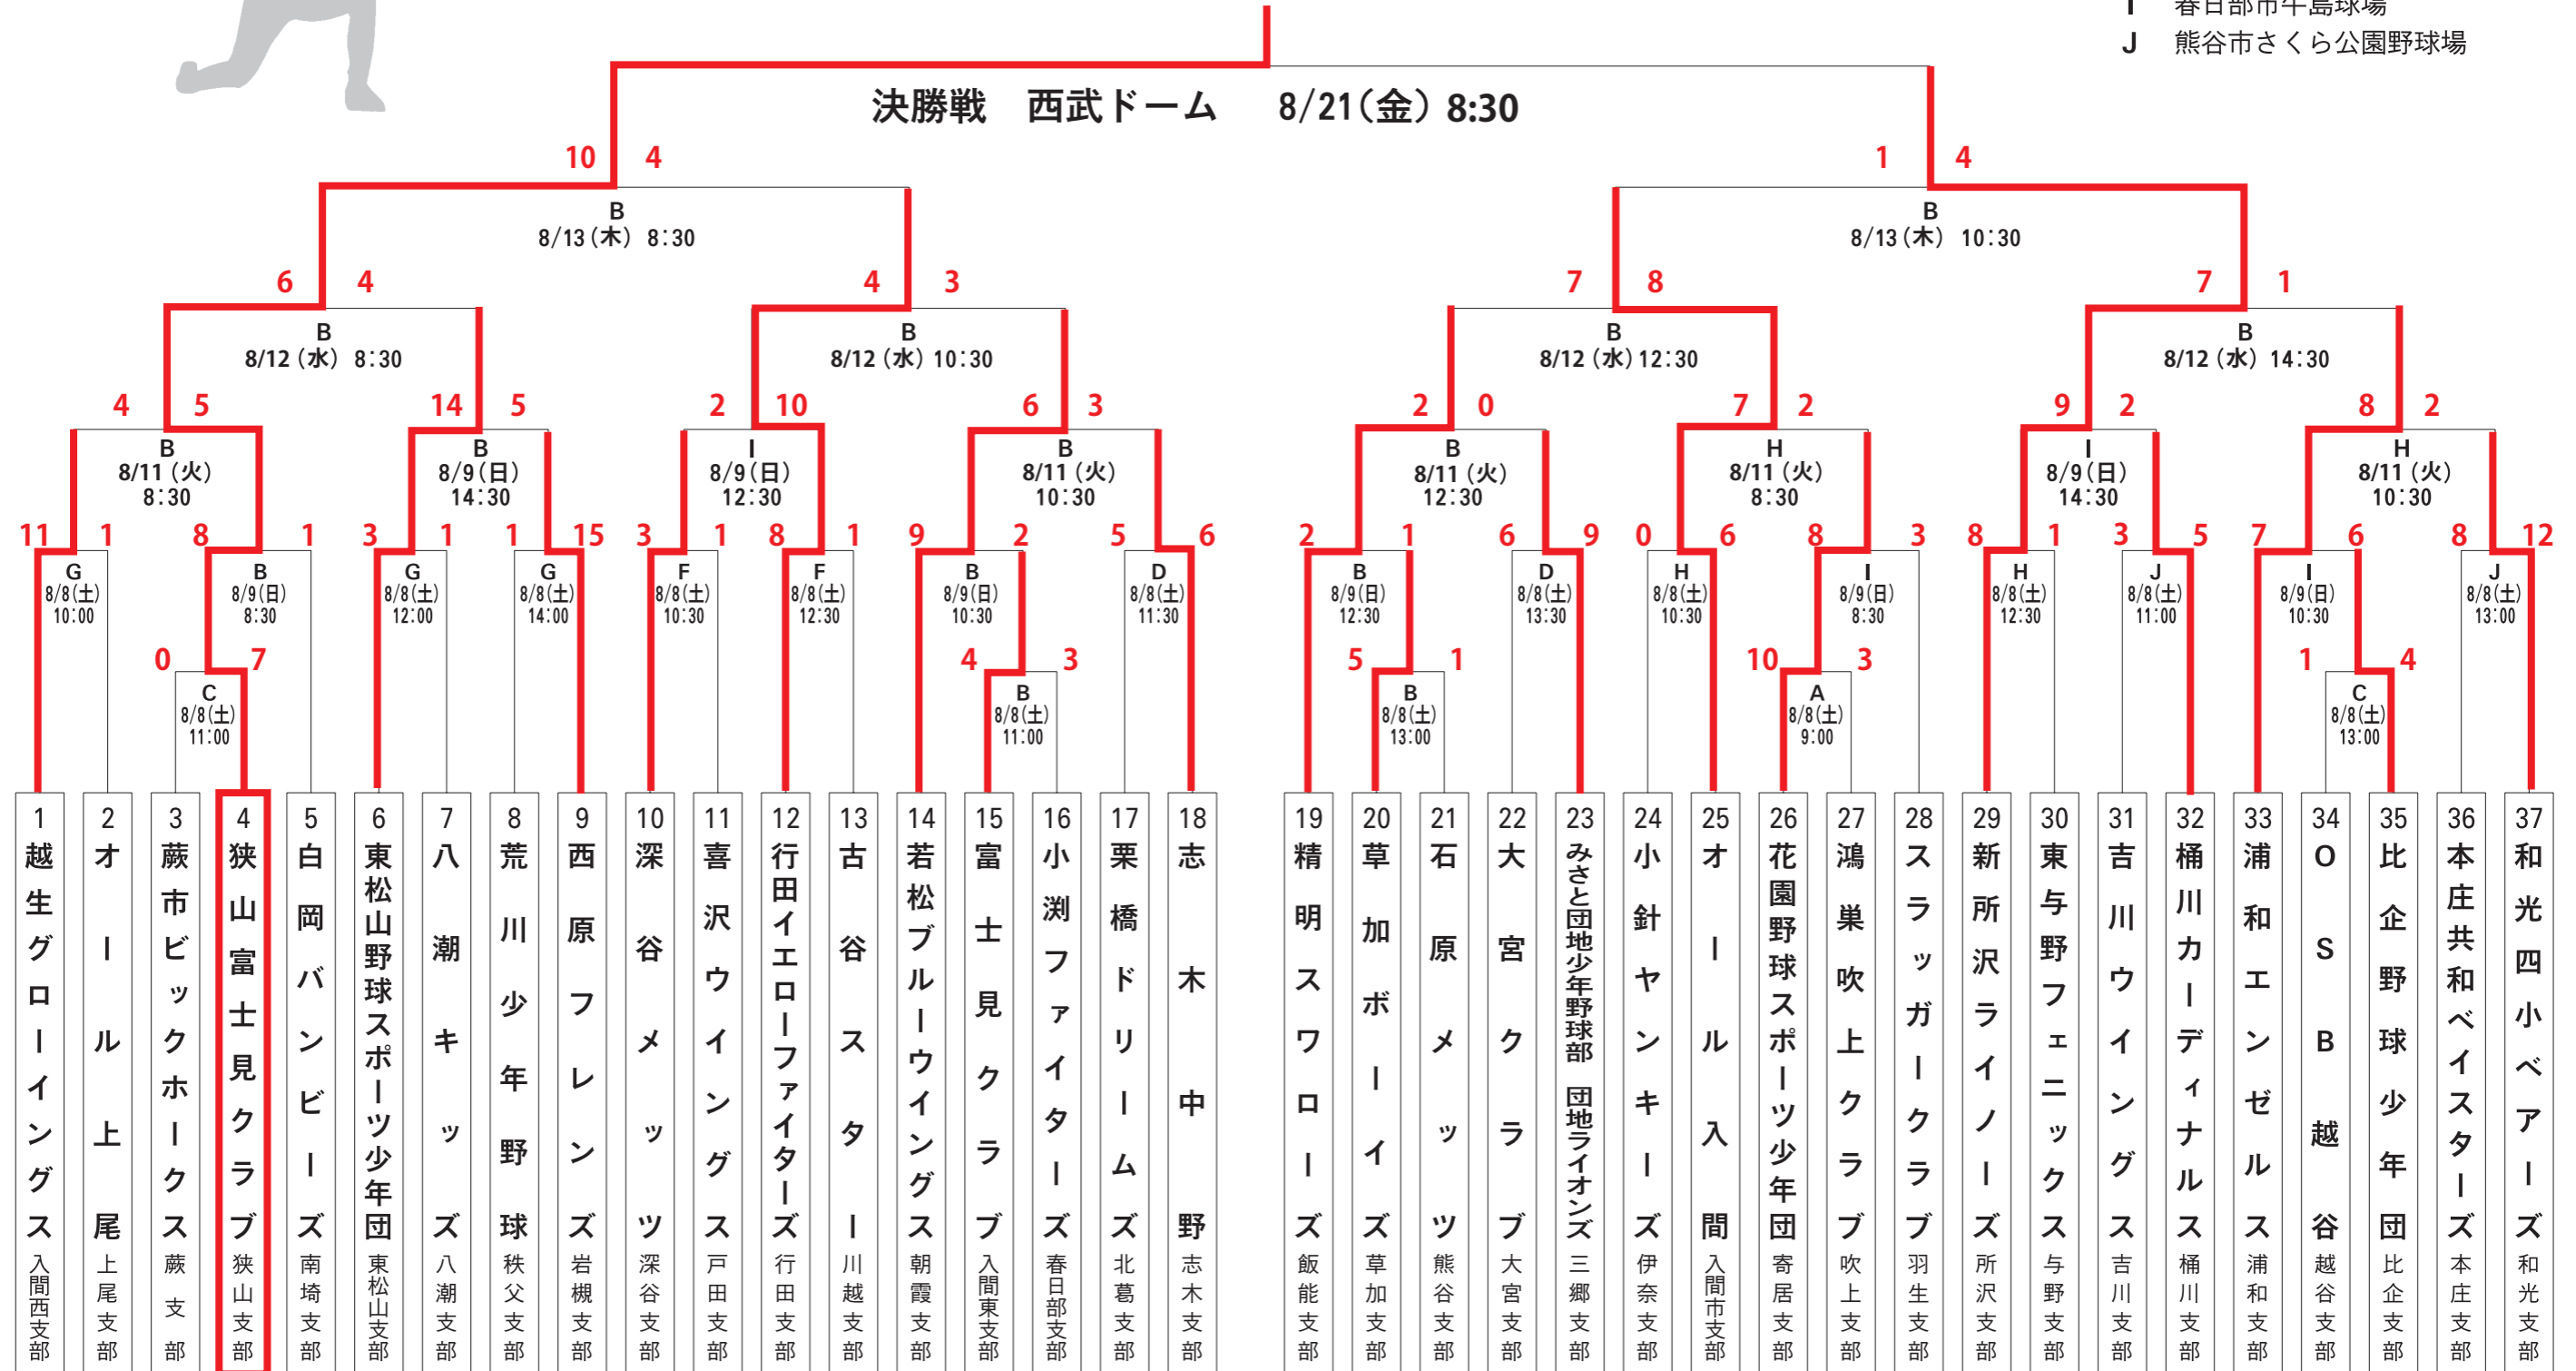 I 春日部市牛島球場
J 熊谷市さくら公園野球場
決勝戦 西武ドーム 8/21(金) 8:30
10 4 1 4
B
8/13(木) 8:30
B
8/13(木) 10:30
6 4 4 3 7 8 7 1
B
8/12(水) 8:30
B
8/12(水) 10:30
B
8/12(水) 12:30
B
8/12(水) 14:30
4 5 14 5 2 10 6 3 2 0 7 2 9 2 8 2
B
8/11(火)
8:30
B
8/9(日)
14:30
I
8/9(日)
12:30
B
8/11(火)
10:30
B
8/11(火)
12:30
H
8/11(火)
8:30
I
8/9(日)
14:30
H
8/11(火)
10:30
11 1 8 1 3 1 1 15 3 1 8 1 9 2 5 6 2 1 6 9 0 6 8 3 8 1 3 5 7 6 8 12
G
8/8(土)
10:00
B
8/9(日)
8:30
G
8/8(土)
12:00
G
8/8(土)
14:00
F
8/8(土)
10:30
F
8/8(土)
12:30
B
8/9(日)
10:30
D
8/8(土)
11:30
B
8/9(日)
12:30
D
8/8(土)
13:30
H
8/8(土)
10:30
I
8/9(日)
8:30
H
8/8(土)
12:30
J
8/8(土)
11:00
I
8/9(日)
10:30
J
8/8(土)
13:00
0 7 4 3 5 1 10 3 1 4
C
8/8(土)
11:00
B
8/8(土)
11:00
B
8/8(土)
13:00
A
8/8(土)
9:00
C
8/8(土)
13:00
1 越生グローイングス 入間西支部
2 オール上尾 上尾支部
3 蕨市ビックホークス 蕨支部
4 狭山富士見クラブ 狭山支部
5 白岡バンビーズ 南埼支部
6 東松山野球スポーツ少年団 東松山支部
7 八潮キッズ 八潮支部
8 荒川少年野球 秩父支部
9 西原フレンズ 岩槻支部
10 深谷メッツ 深谷支部
11 喜沢ウイングス 戸田支部
12 行田イエローファイターズ 行田支部
13 古谷スター 川越支部
14 若松ブルーウイングス 朝霞支部
15 富士見クラブ 入間東支部
16 小渕ファイターズ 春日部支部
17 栗橋ドリームズ 北葛支部
18 志木中野 志木支部
19 精明スワローズ 飯能支部
20 草加ボーイズ 草加支部
21 石原メッツ 熊谷支部
22 大宮クラブ 大宮支部
23 みさと団地少年野球部 団地ライオンズ 三郷支部
24 小針ヤンキーズ 伊奈支部
25 オール入間 入間市支部
26 花園野球スポーツ少年団 寄居支部
27 鴻巣吹上クラブ 吹上支部
28 スラッガークラブ 羽生支部
29 新所沢ライノーズ 所沢支部
30 東与野フェニックス 与野支部
31 吉川ウイングス 吉川支部
32 桶川カーディナルス 桶川支部
33 浦和エンゼルス 浦和支部
34 OSB越谷 越谷支部
35 比企野球少年団 比企支部
36 本庄共和ベイスターズ 本庄支部
37 和光四小ベアーズ 和光支部